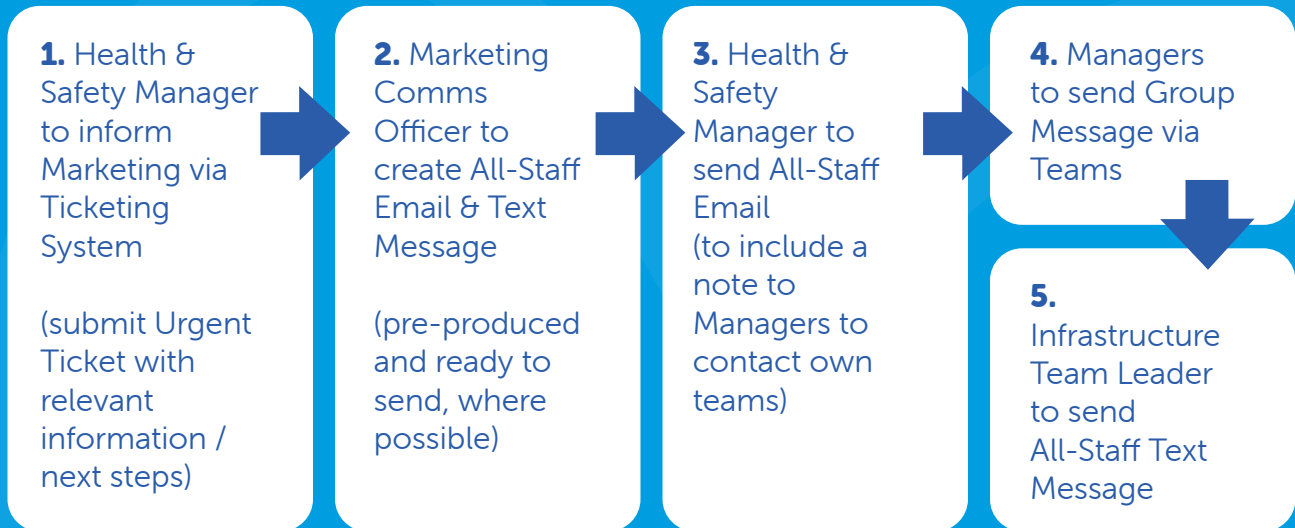 1. Health &
Safety Manager
to inform
Marketing via
Ticketing
System
(submit Urgent
Ticket with
relevant
information /
next steps)
2. Marketing
Comms
Officer to
create All-Staff
Email & Text
Message
(pre-produced
and ready to
send, where
possible)
3. Health &
Safety
Manager to
send All-Staff
Email
(to include a
note to
Managers to
contact own
teams)
4. Managers
to send Group
Message via
Teams
5.
Infrastructure
Team Leader
to send
All-Staff Text
Message